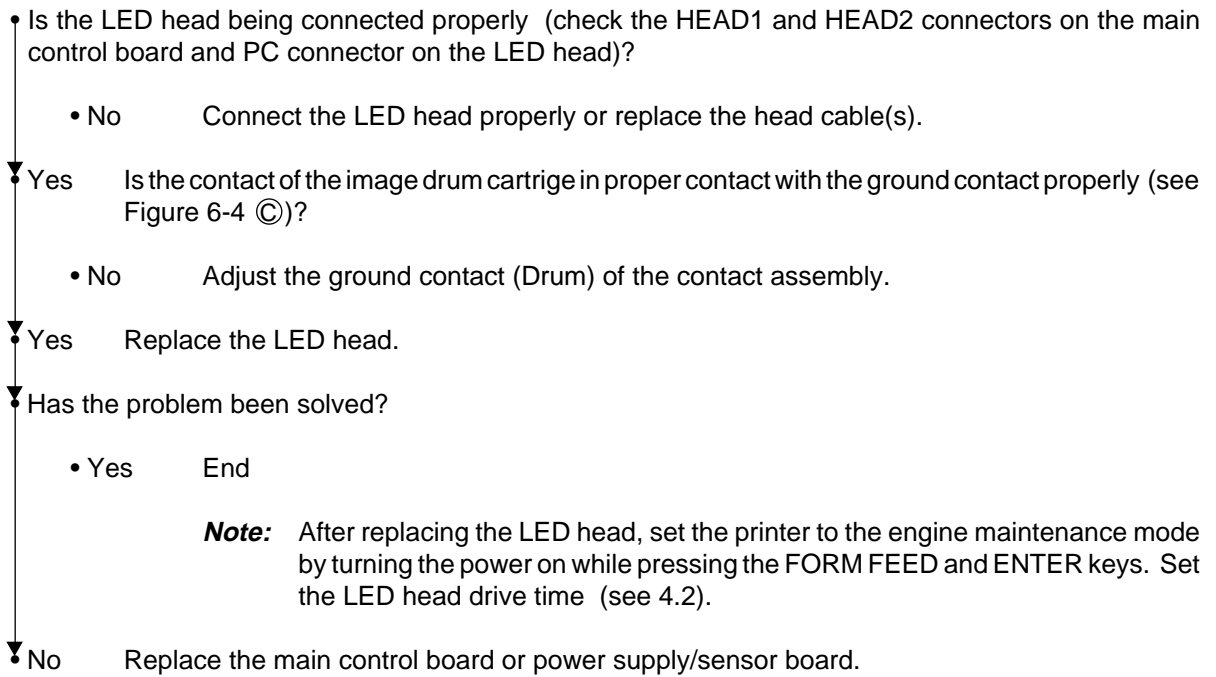 • Is the LED head being connected properly (check the HEAD1 and HEAD2 connectors on the main
control board and PC connector on the LED head)?
• No Connect the LED head properly or replace the head cable(s).
• Yes Is the contact of the image drum cartrige in proper contact with the ground contact properly (see
Figure 6-4 Ⓒ)?
• No Adjust the ground contact (Drum) of the contact assembly.
• Yes Replace the LED head.
• Has the problem been solved?
• Yes End
Note: After replacing the LED head, set the printer to the engine maintenance mode
by turning the power on while pressing the FORM FEED and ENTER keys. Set
the LED head drive time (see 4.2).
• No Replace the main control board or power supply/sensor board.